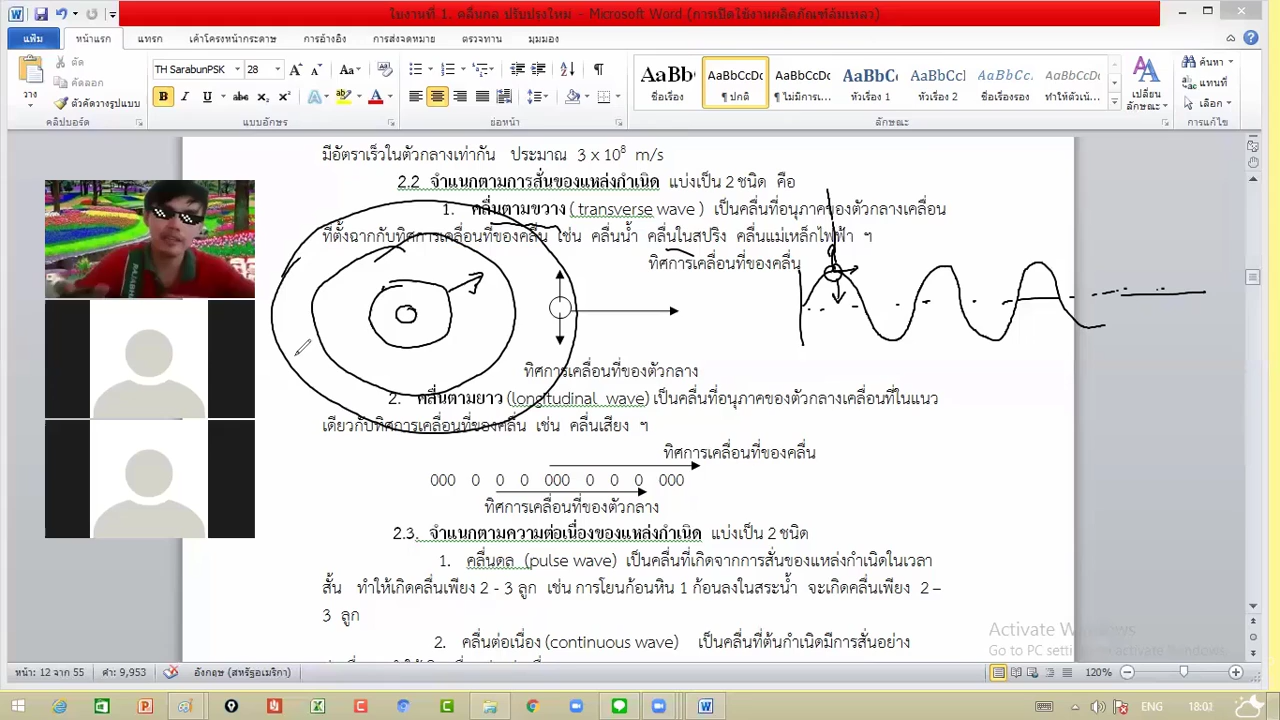 ใบงานที่ 1. คลื่นกล ปรับปรุงใหม่ - Microsoft Word (การเปิดใช้งานผลิตภัณฑ์ล้มเหลว)
แฟ้ม หน้าแรก แทรก เค้าโครงหน้ากระดาษ การอ้างอิง การส่งจดหมาย ตรวจทาน มุมมอง
วาง ตัด คัดลอก ตัวคัดวางรูปแบบ คลิปบอร์ด
TH SarabunPSK 28 แบบอักษร
ย่อหน้า
AaBbC ชื่อเรื่อง AaBbCcDc ¶ ปกติ AaBbCcDc ¶ ไม่มีการเ... AaBbCc หัวเรื่อง 1 AaBbCcD หัวเรื่อง 2 AaBbCc. ชื่อเรื่องรอง AaBbCcDc ทำให้ตัวเน้... ลักษณะ
เปลี่ยนลักษณะ ค้นหา แทนที่ เลือก การแก้ไข
มีอัตราเร็วในตัวกลางเท่ากัน ประมาณ 3 x 10⁸ m/s
2.2 จำแนกตามการสั่นของแหล่งกำเนิด แบ่งเป็น 2 ชนิด คือ
1. คลื่นตามขวาง ( transverse wave ) เป็นคลื่นที่อนุภาคของตัวกลางเคลื่อน
ที่ตั้งฉากกับทิศการเคลื่อนที่ของคลื่น เช่น คลื่นน้ำ คลื่นในสปริง คลื่นแม่เหล็กไฟฟ้า ฯ
ทิศการเคลื่อนที่ของคลื่น
ทิศการเคลื่อนที่ของตัวกลาง
2. คลื่นตามยาว (longitudinal wave) เป็นคลื่นที่อนุภาคของตัวกลางเคลื่อนที่ในแนว
เดียวกับทิศการเคลื่อนที่ของคลื่น เช่น คลื่นเสียง ฯ
ทิศการเคลื่อนที่ของคลื่น
000 0 0 0 000 0 0 0 000
ทิศการเคลื่อนที่ของตัวกลาง
2.3. จำแนกตามความต่อเนื่องของแหล่งกำเนิด แบ่งเป็น 2 ชนิด
1. คลื่นดล (pulse wave) เป็นคลื่นที่เกิดจากการสั่นของแหล่งกำเนิดในเวลา
สั้น ทำให้เกิดคลื่นเพียง 2 - 3 ลูก เช่น การโยนก้อนหิน 1 ก้อนลงในสระน้ำ จะเกิดคลื่นเพียง 2 –
3 ลูก
2. คลื่นต่อเนื่อง (continuous wave) เป็นคลื่นที่ต้นกำเนิดมีการสั่นอย่าง
Activate Windows
Go to PC settings to activate Windows
หน้า: 12 จาก 55 คำ: 9,953 อังกฤษ (สหรัฐอเมริกา) 120%
ENG 18:01